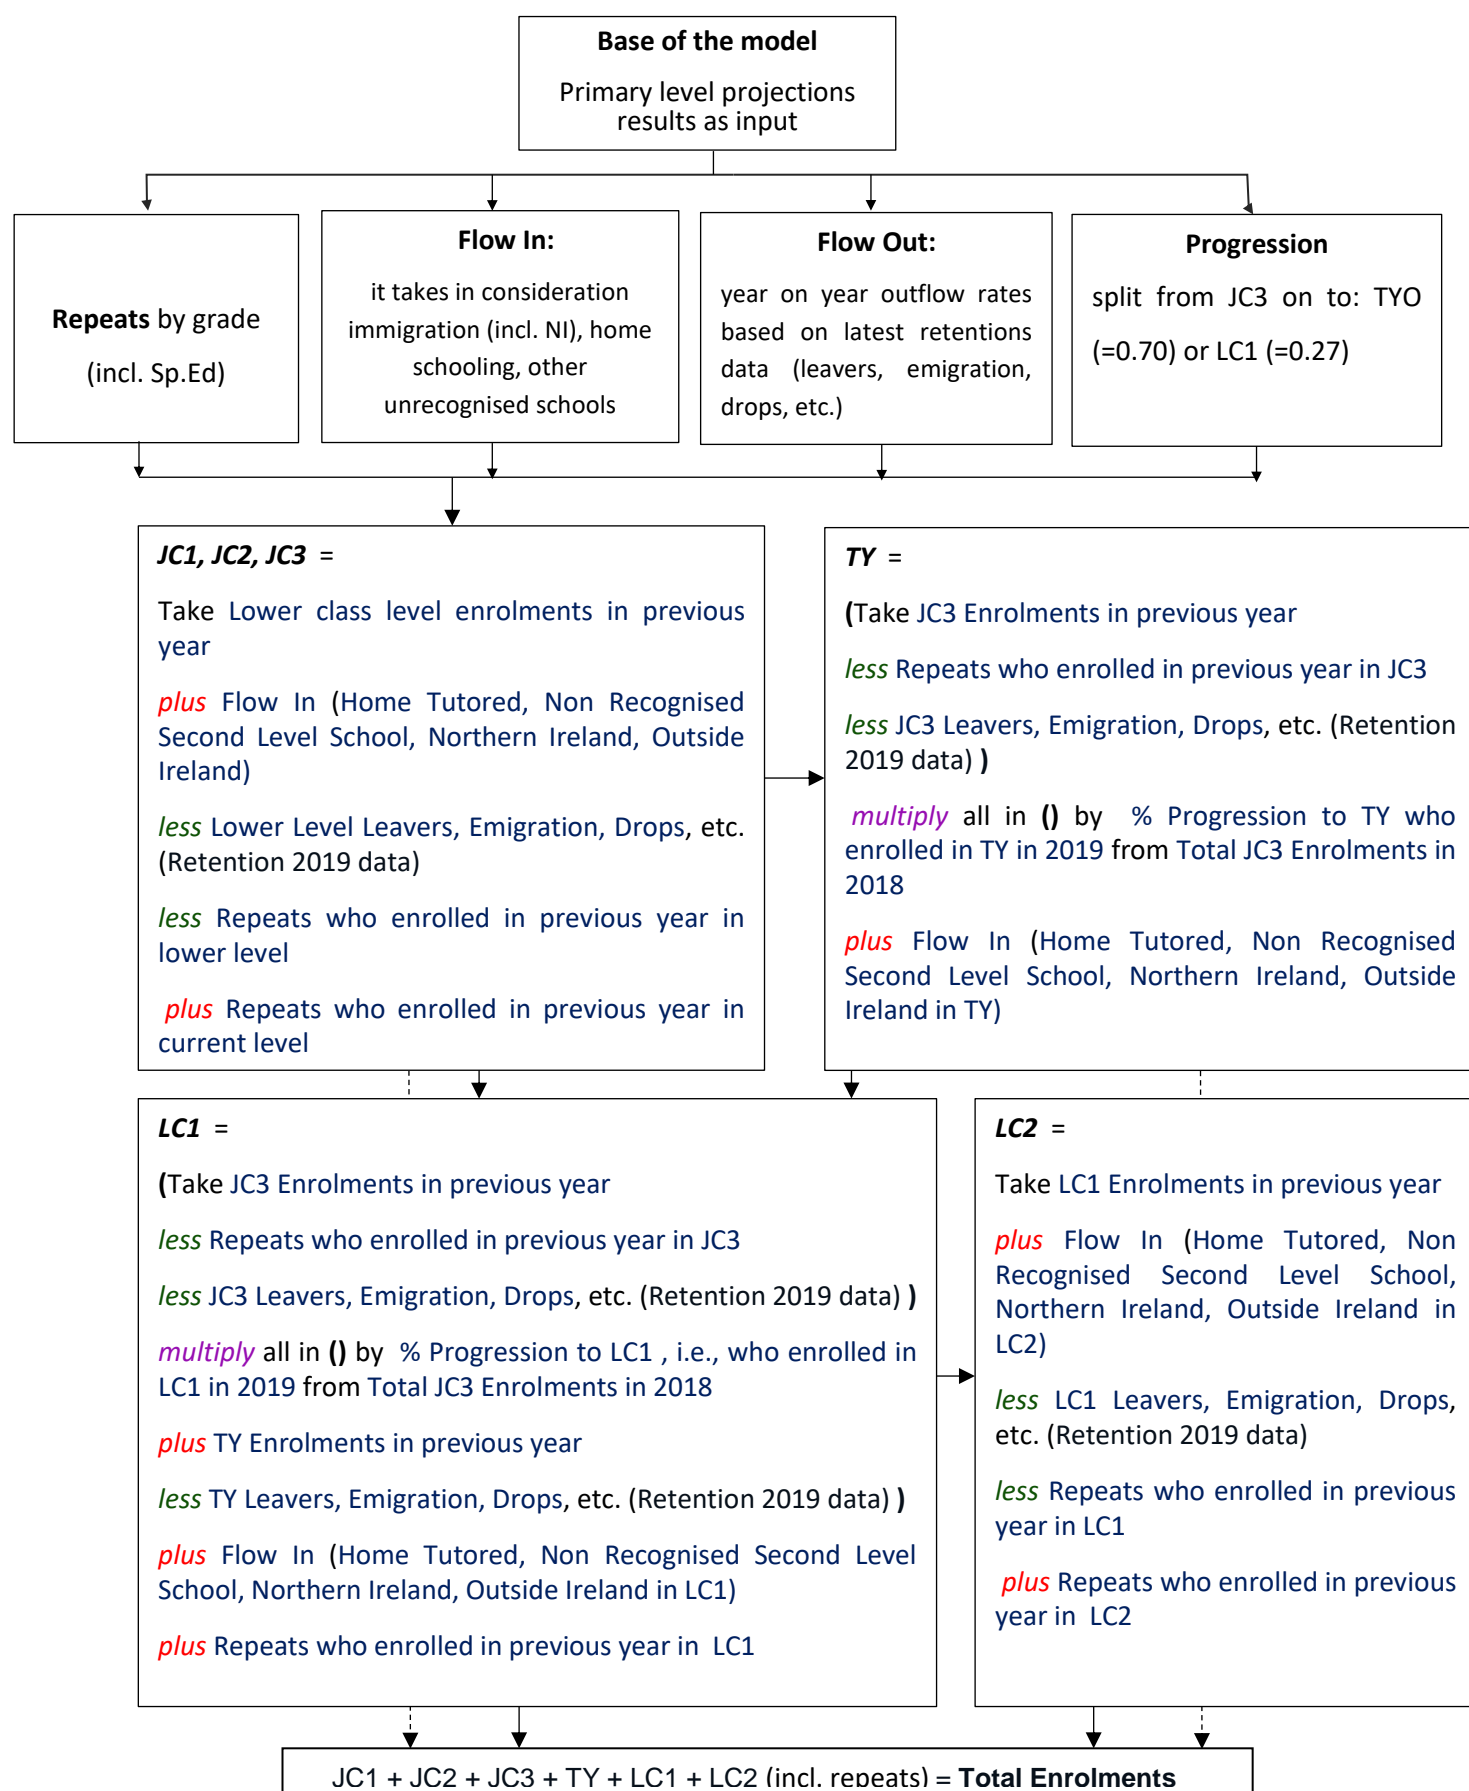 Base of the model
Primary level projections
results as input
Repeats by grade
(incl. Sp.Ed)
Flow In:
it takes in consideration
immigration (incl. NI), home
schooling, other
unrecognised schools
Flow Out:
year on year outflow rates
based on latest retentions
data (leavers, emigration,
drops, etc.)
Progression
split from JC3 on to: TYO
(=0.70) or LC1 (=0.27)
JC1, JC2, JC3 =
Take Lower class level enrolments in previous
year
plus Flow In (Home Tutored, Non Recognised
Second Level School, Northern Ireland, Outside
Ireland)
less Lower Level Leavers, Emigration, Drops, etc.
(Retention 2019 data)
less Repeats who enrolled in previous year in
lower level
plus Repeats who enrolled in previous year in
current level
TY =
(Take JC3 Enrolments in previous year
less Repeats who enrolled in previous year in JC3
less JC3 Leavers, Emigration, Drops, etc. (Retention
2019 data) )
multiply all in () by % Progression to TY who
enrolled in TY in 2019 from Total JC3 Enrolments in
2018
plus Flow In (Home Tutored, Non Recognised
Second Level School, Northern Ireland, Outside
Ireland in TY)
LC1 =
(Take JC3 Enrolments in previous year
less Repeats who enrolled in previous year in JC3
less JC3 Leavers, Emigration, Drops, etc. (Retention 2019 data) )
multiply all in () by % Progression to LC1 , i.e., who enrolled in
LC1 in 2019 from Total JC3 Enrolments in 2018
plus TY Enrolments in previous year
less TY Leavers, Emigration, Drops, etc. (Retention 2019 data) )
plus Flow In (Home Tutored, Non Recognised Second Level
School, Northern Ireland, Outside Ireland in LC1)
plus Repeats who enrolled in previous year in LC1
LC2 =
Take LC1 Enrolments in previous year
plus Flow In (Home Tutored, Non
Recognised Second Level School,
Northern Ireland, Outside Ireland in
LC2)
less LC1 Leavers, Emigration, Drops,
etc. (Retention 2019 data)
less Repeats who enrolled in previous
year in LC1
plus Repeats who enrolled in previous
year in LC2
JC1 + JC2 + JC3 + TY + LC1 + LC2 (incl. repeats) = Total Enrolments